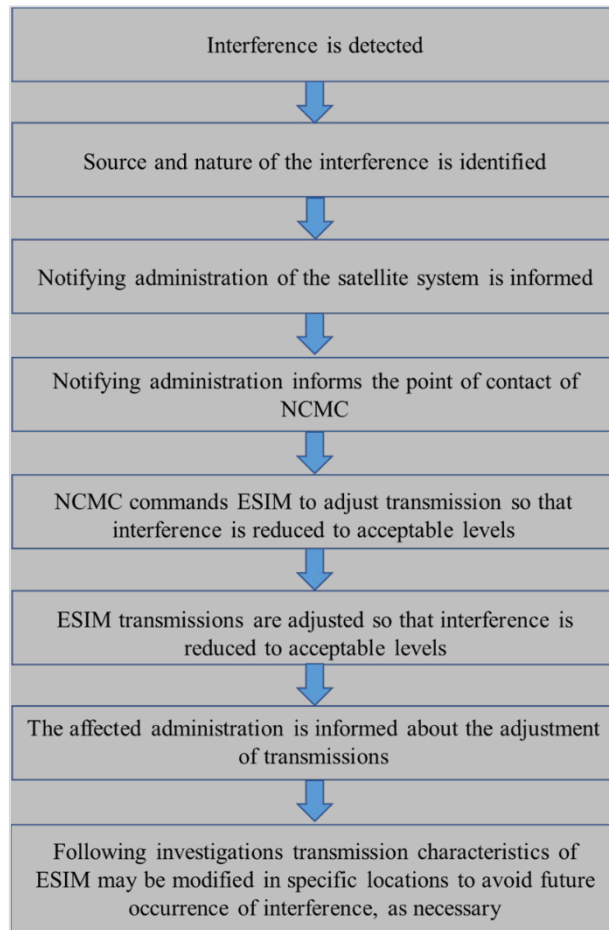 Interference is detected
Source and nature of the interference is identified
Notifying administration of the satellite system is informed
Notifying administration informs the point of contact of
NCMC
NCMC commands ESIM to adjust transmission so that
interference is reduced to acceptable levels
ESIM transmissions are adjusted so that interference is
reduced to acceptable levels
The affected administration is informed about the adjustment
of transmissions
Following investigations transmission characteristics of
ESIM may be modified in specific locations to avoid future
occurrence of interference, as necessary